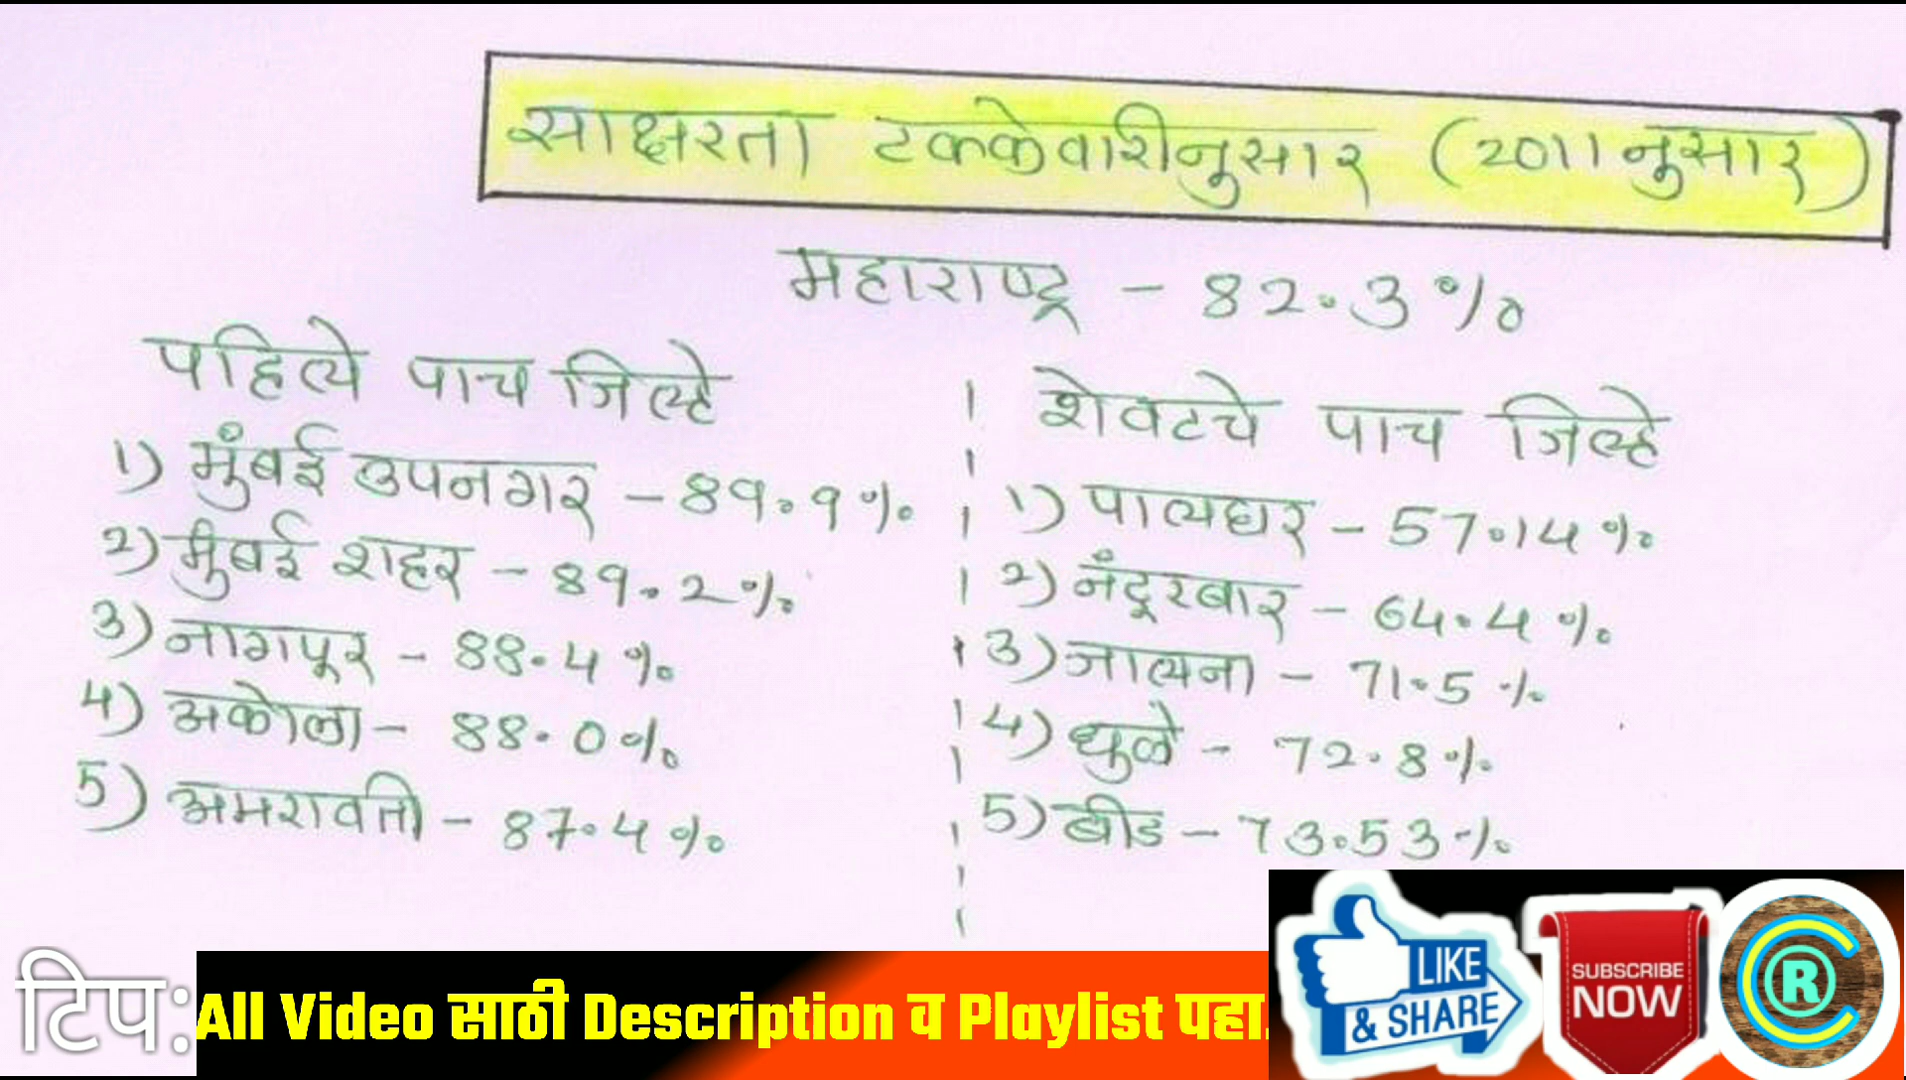 साक्षरता टक्केवारीनुसार (2011नुसार)
महाराष्ट्र - 82.3%
पहिले पाच जिल्हे
1) मुंबई उपनगर - 89.9%
2) मुंबई शहर - 89.2%
3) नागपूर - 88.4%
4) अकोला - 88.0%
5) अमरावती - 87.4%
शेवटचे पाच जिल्हे
1) पालघर - 57.14%
2) नंदूरबार - 64.4%
3) जालना - 71.5%
4) धुळे - 72.8%
5) बीड - 73.53%
टिप: All Video साठी Description व Playlist पहा.
LIKE
& SHARE
SUBSCRIBE
NOW
R